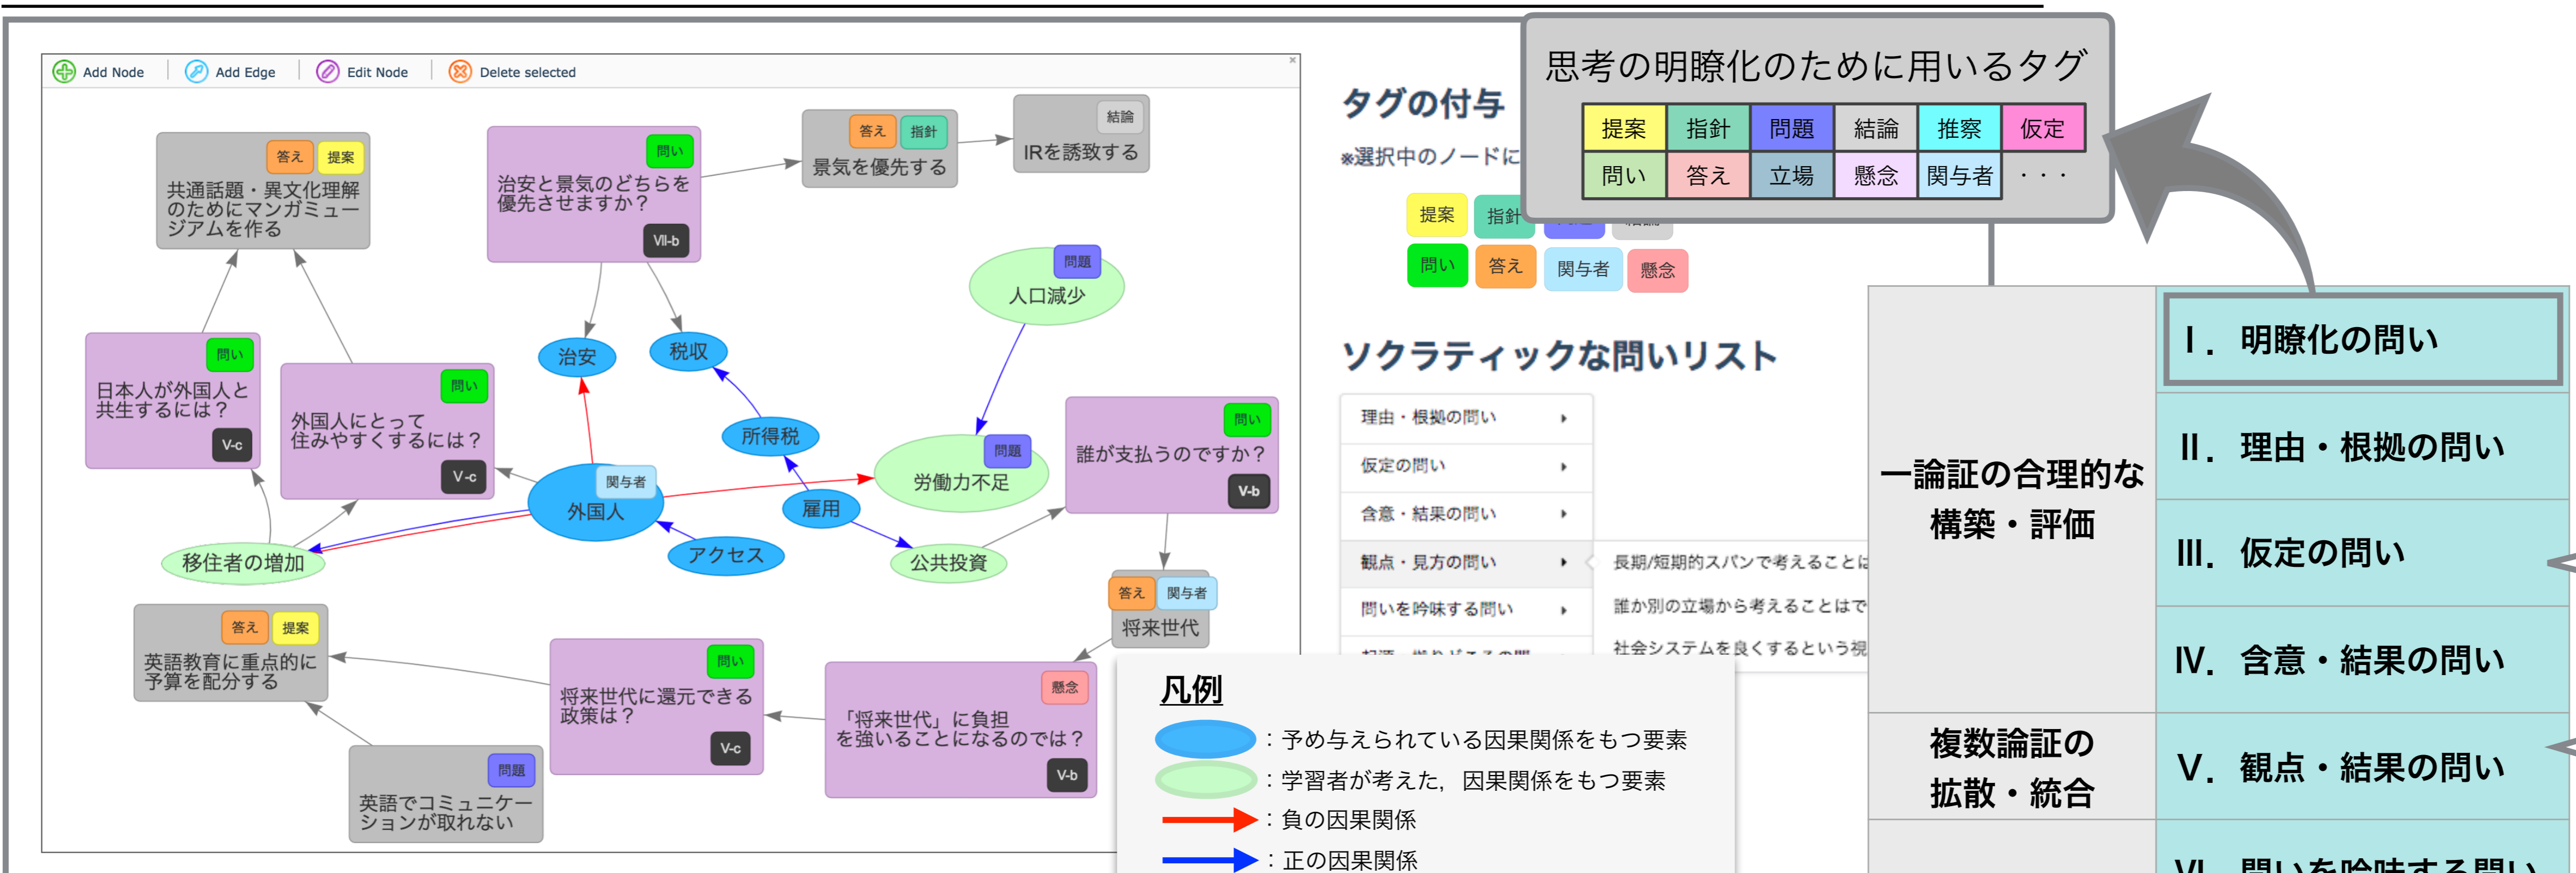 Add Node
Add Edge
Edit Node
Delete selected
×
答え
提案
共通話題・異文化理解
のためにマンガミュー
ジアムを作る
問い
治安と景気のどちらを
優先させますか？
VII-b
答え
指針
景気を優先する
結論
IRを誘致する
問題
人口減少
問い
日本人が外国人と
共生するには？
V-c
問い
外国人にとって
住みやすくするには？
V-c
治安
税収
所得税
関与者
外国人
雇用
アクセス
問題
労働力不足
問い
誰が支払うのですか？
V-b
移住者の増加
公共投資
答え
関与者
将来世代
答え
提案
英語教育に重点的に
予算を配分する
問い
将来世代に還元できる
政策は？
V-c
懸念
「将来世代」に負担
を強いることになるのでは？
V-b
問題
英語でコミュニケー
ションが取れない
タグの付与
※選択中のノードに
提案
指針
問い
答え
関与者
懸念
思考の明瞭化のために用いるタグ
提案
指針
問題
結論
推察
仮定
問い
答え
立場
懸念
関与者
・・・
ソクラティックな問いリスト
理由・根拠の問い
仮定の問い
含意・結果の問い
観点・見方の問い
問いを吟味する問い
長期/短期的スパンで考えることは
誰か別の立場から考えることはで
社会システムを良くするという視
凡例
：予め与えられている因果関係をもつ要素
：学習者が考えた，因果関係をもつ要素
：負の因果関係
：正の因果関係
一論証の合理的な
構築・評価
複数論証の
拡散・統合
Ⅰ．明瞭化の問い
Ⅱ．理由・根拠の問い
Ⅲ．仮定の問い
Ⅳ．含意・結果の問い
Ⅴ．観点・結果の問い
Ⅵ．問いを吟味する問い